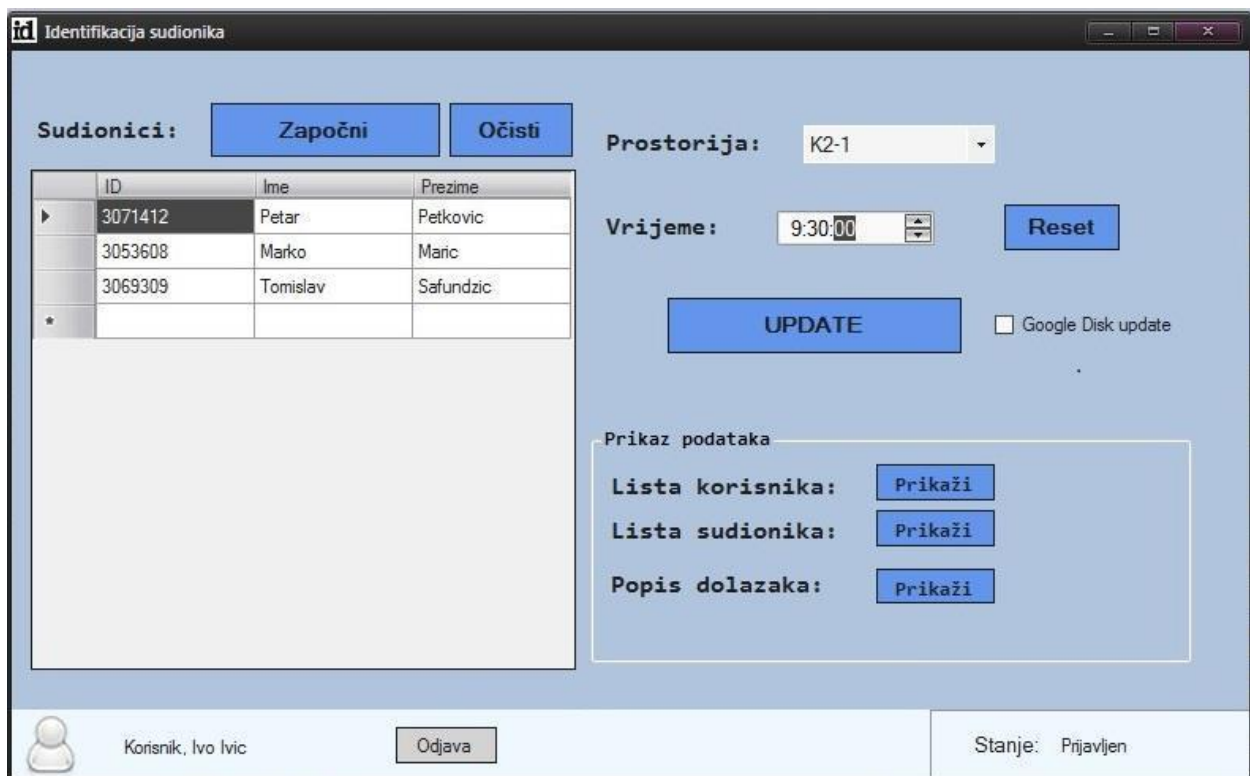 id Identifikacija sudionika
Sudionici: Započni Očisti
ID Ime Prezime
3071412 Petar Petkovic
3053608 Marko Maric
3069309 Tomislav Safundzic
*
Prostorija: K2-1
Vrijeme: 9:30:00 Reset
UPDATE Google Disk update
.
Prikaz podataka
Lista korisnika: Prikaži
Lista sudionika: Prikaži
Popis dolazaka: Prikaži
Korisnik, Ivo Ivic Odjava Stanje: Prijavljen